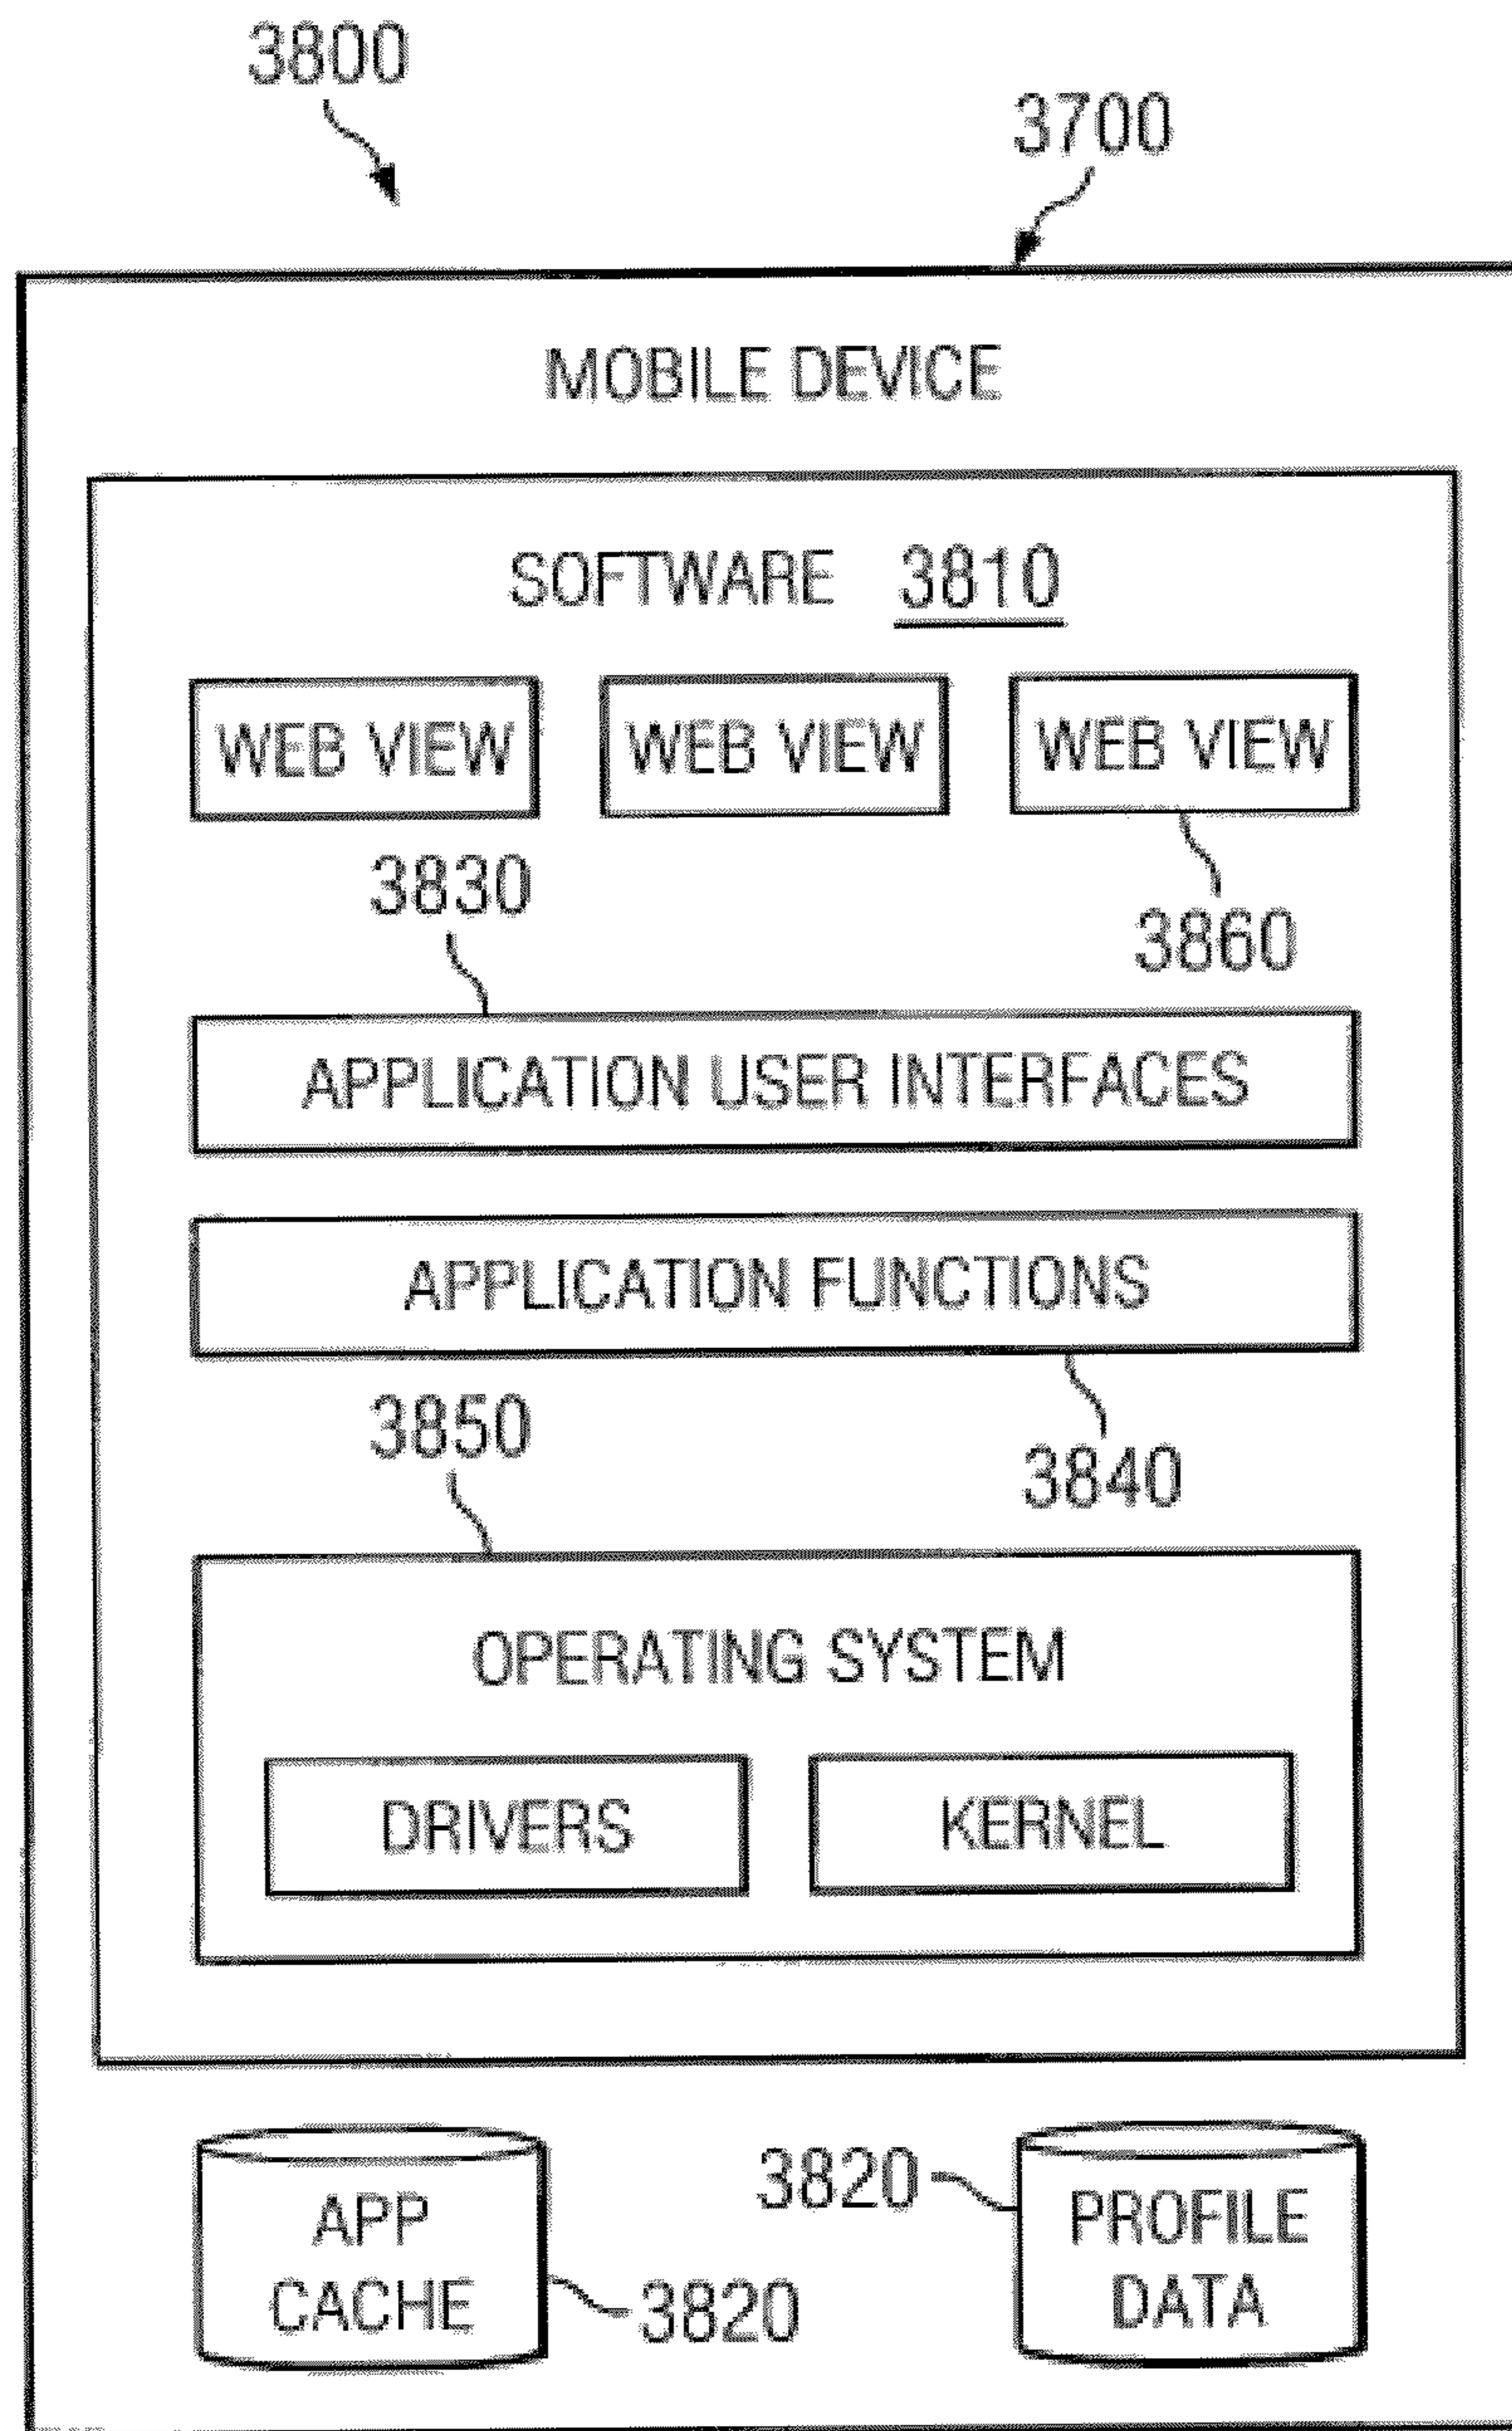 3800
3700
MOBILE DEVICE
SOFTWARE 3810
WEB VIEW WEB VIEW WEB VIEW
3830
3860
APPLICATION USER INTERFACES
APPLICATION FUNCTIONS
3850
3840
OPERATING SYSTEM
DRIVERS KERNEL
APP
CACHE
3820
3820
PROFILE
DATA